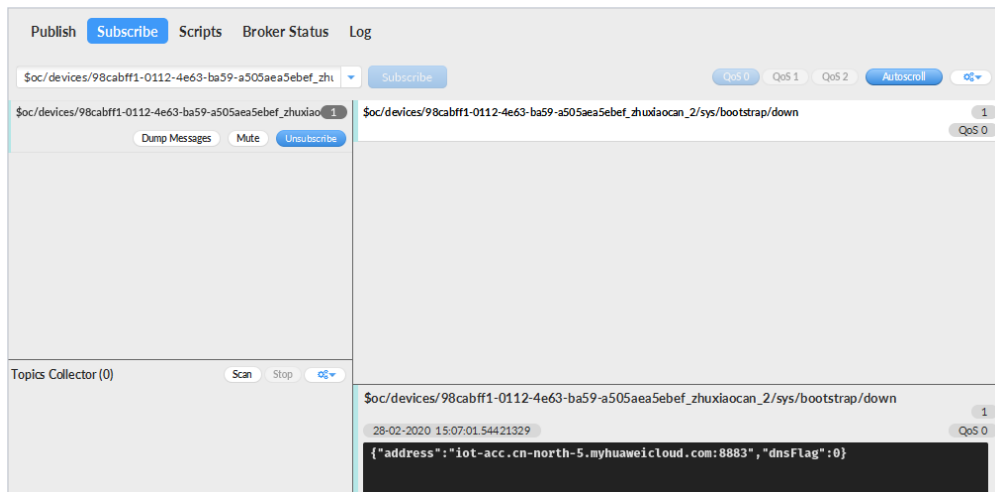 Publish Subscribe Scripts Broker Status Log
$oc/devices/98cabff1-0112-4e63-ba59-a505aea5ebef_zhu Subscribe QoS 0 QoS 1 QoS 2 Autoscroll
$oc/devices/98cabff1-0112-4e63-ba59-a505aea5ebef_zhuxiao 1
Dump Messages Mute Unsubscribe
$oc/devices/98cabff1-0112-4e63-ba59-a505aea5ebef_zhuxiaocan_2/sys/bootstrap/down 1
QoS 0
Topics Collector (0) Scan Stop
$oc/devices/98cabff1-0112-4e63-ba59-a505aea5ebef_zhuxiaocan_2/sys/bootstrap/down
1
28-02-2020 15:07:01.54421329 QoS 0
{"address":"iot-acc.cn-north-5.myhuaweicloud.com:8883","dnsFlag":0}